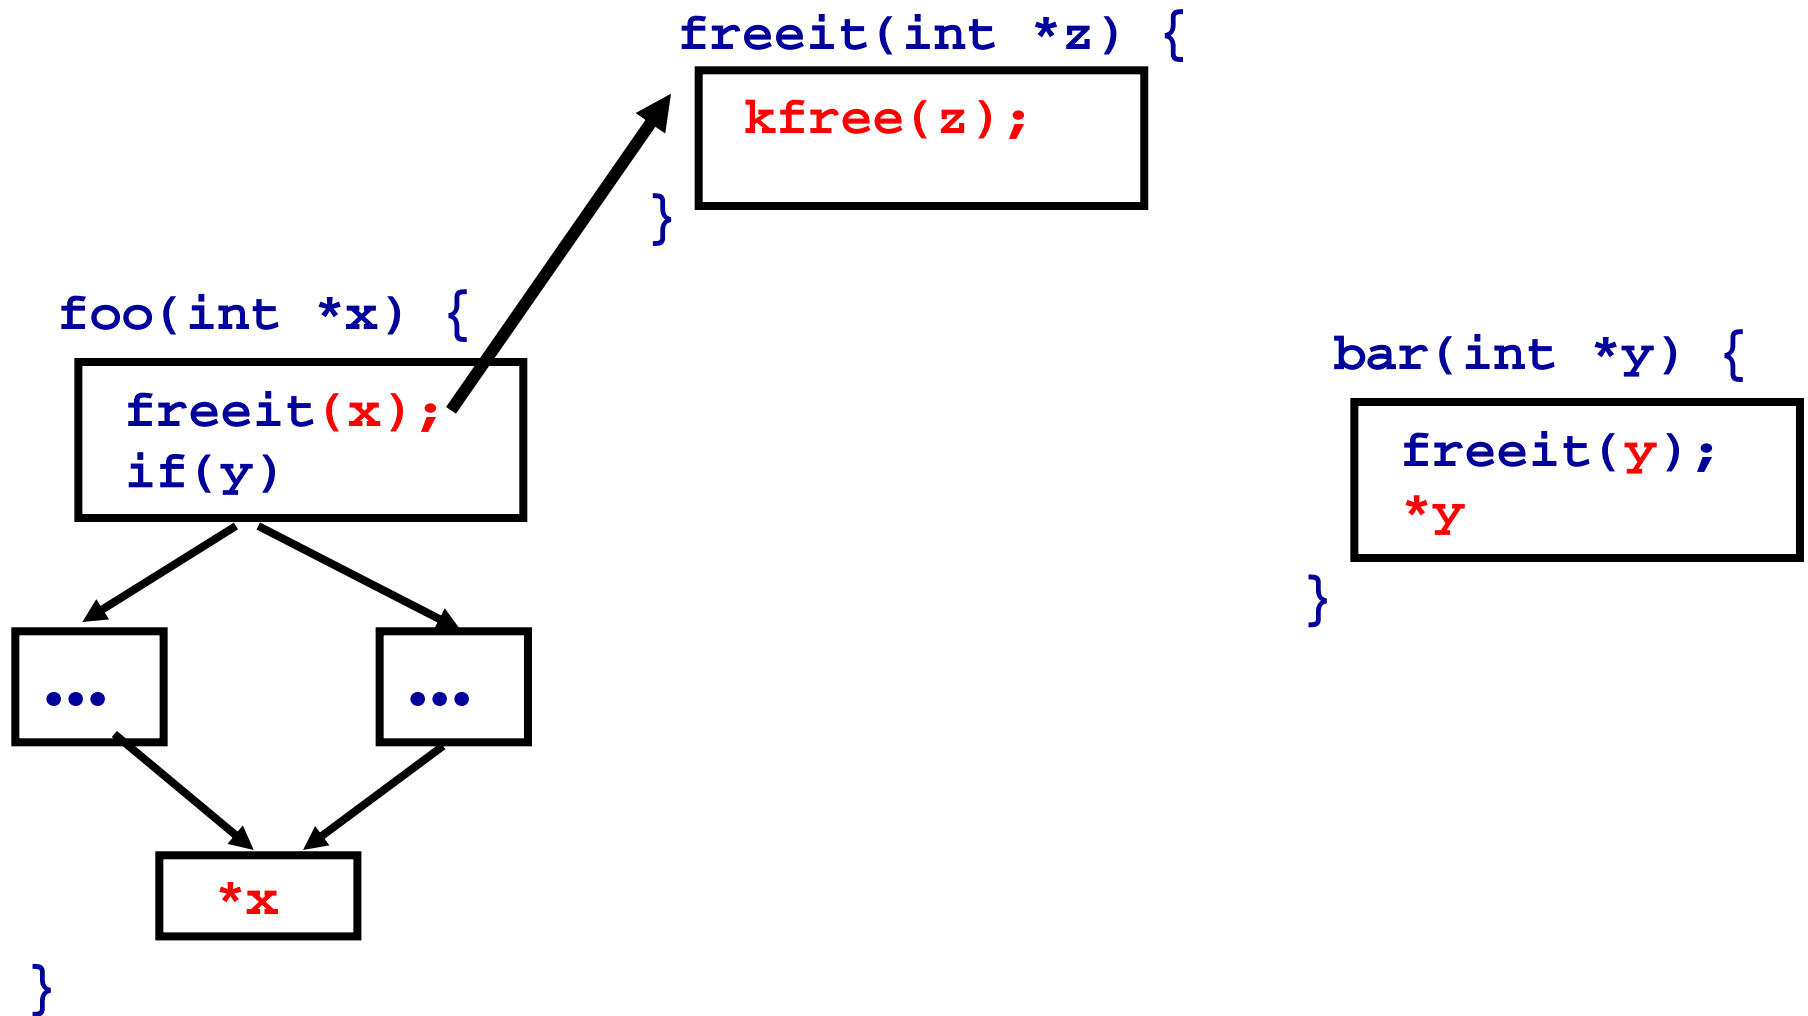 freeit(int *z) {
kfree(z);
}
foo(int *x) {
freeit(x);
if(y)
...
...
*x
}
bar(int *y) {
freeit(y);
*y
}